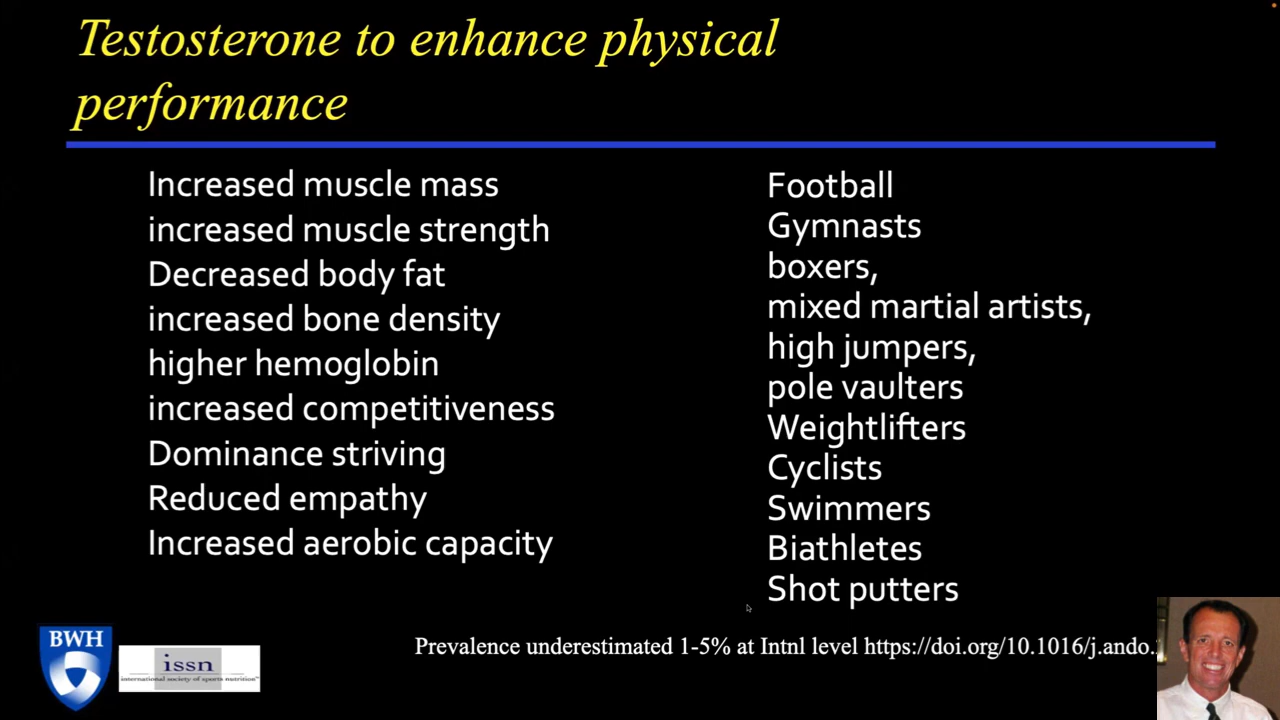 Testosterone to enhance physical
performance
Increased muscle mass
increased muscle strength
Decreased body fat
increased bone density
higher hemoglobin
increased competitiveness
Dominance striving
Reduced empathy
Increased aerobic capacity
Football
Gymnasts
boxers,
mixed martial artists,
high jumpers,
pole vaulters
Weightlifters
Cyclists
Swimmers
Biathletes
Shot putters
BWH
issn
international society of sports nutrition
Prevalence underestimated 1-5% at Intnl level https://doi.org/10.1016/j.ando.